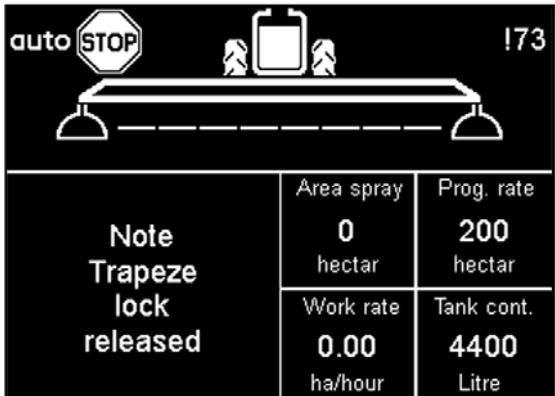 auto STOP
!73
Note
Trapeze
lock
released
Area spray
0
hectar
Prog. rate
200
hectar
Work rate
0.00
ha/hour
Tank cont.
4400
Litre